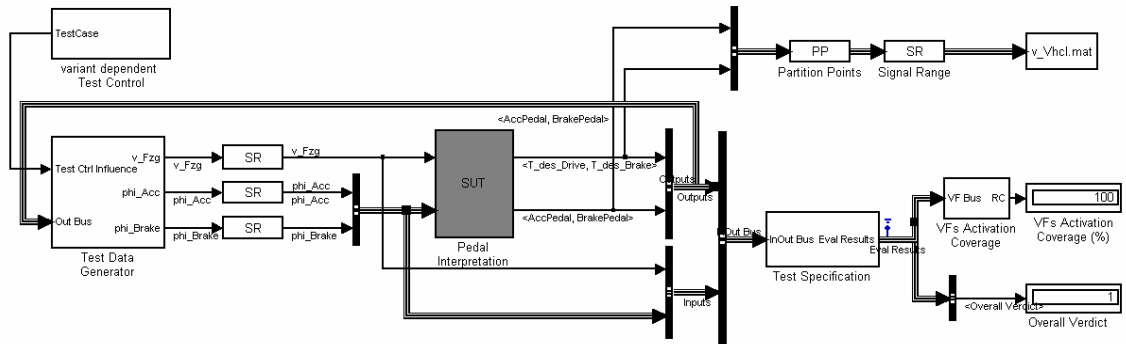 TestCase
variant dependent
Test Control
PP
SR
v_Vhcl.mat
Partition Points
Signal Range
<AccPedal, BrakePedal>
Test Ctrl Influence
v_Fzg
v_Fzg
SR
v_Fzg
phi_Acc
phi_Acc
SR
phi_Acc
phi_Acc
Out Bus
phi_Brake
phi_Brake
SR
phi_Brake
Test Data
Generator
SUT
Pedal
Interpretation
<T_des_Drive, T_des_Brake>
<AccPedal, BrakePedal>
Outputs
Outputs
Inputs
Out Bus
InOut Bus
Eval Results
Eval Results
Test Specification
VF Bus
RC
VFs Activation
Coverage
100
VFs Activation
Coverage (%)
<Overall Verdict>
1
Overall Verdict